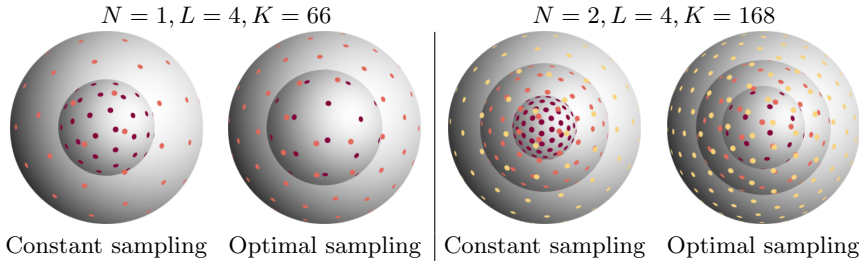 N = 1, L = 4, K = 66
N = 2, L = 4, K = 168
Constant sampling
Optimal sampling
Constant sampling
Optimal sampling